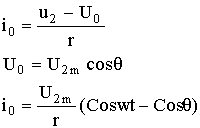 i₀ = (u₂ − U₀) / r
U₀ = U₂ₘ cosθ
i₀ = U₂ₘ / r (Coswt − Cosθ)